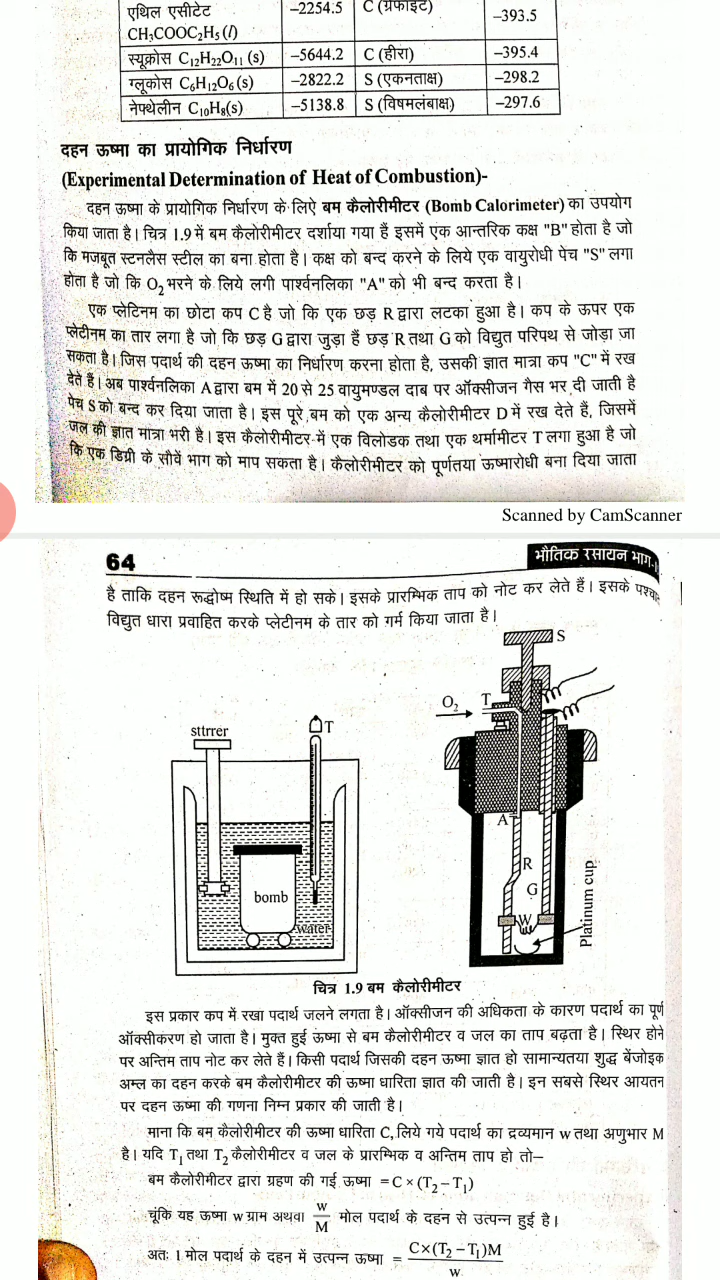 एथिल एसीटेट −2254.5 C (ग्रेफाइट) −393.5
CH₃COOC₂H₅ (l)
स्यूक्रोस C₁₂H₂₂O₁₁ (s) −5644.2 C (हीरा) −395.4
ग्लूकोस C₆H₁₂O₆ (s) −2822.2 S (एकनताक्ष) −298.2
नेफ्थेलीन C₁₀H₈(s) −5138.8 S (विषमलंबाक्ष) −297.6
दहन ऊष्मा का प्रायोगिक निर्धारण
(Experimental Determination of Heat of Combustion)-
दहन ऊष्मा के प्रायोगिक निर्धारण के लिऐ बम कैलोरीमीटर (Bomb Calorimeter) का उपयोग
किया जाता है। चित्र 1.9 में बम कैलोरीमीटर दर्शाया गया हैं इसमें एक आन्तरिक कक्ष "B" होता है जो
कि मजबूत स्टनलैस स्टील का बना होता है। कक्ष को बन्द करने के लिये एक वायुरोधी पेच "S" लगा
होता है जो कि O₂ भरने के लिये लगी पार्श्वनलिका "A" को भी बन्द करता है।
एक प्लेटिनम का छोटा कप C है जो कि एक छड़ R द्वारा लटका हुआ है। कप के ऊपर एक
प्लेटीनम का तार लगा है जो कि छड़ G द्वारा जुड़ा हैं छड़ R तथा G को विद्युत परिपथ से जोड़ा जा
सकता है। जिस पदार्थ की दहन ऊष्मा का निर्धारण करना होता है, उसकी ज्ञात मात्रा कप "C" में रख
देते हैं। अब पार्श्वनलिका A द्वारा बम में 20 से 25 वायुमण्डल दाब पर ऑक्सीजन गैस भर दी जाती है
पेच S को बन्द कर दिया जाता है। इस पूरे बम को एक अन्य कैलोरीमीटर D में रख देते हैं, जिसमें
जल की ज्ञात मात्रा भरी है। इस कैलोरीमीटर में एक विलोडक तथा एक थर्मामीटर T लगा हुआ है जो
कि एक डिग्री के सौवें भाग को माप सकता है। कैलोरीमीटर को पूर्णतया ऊष्मारोधी बना दिया जाता
Scanned by CamScanner
64 भौतिक रसायन भाग-I
है ताकि दहन रूद्धोष्म स्थिति में हो सके। इसके प्रारम्भिक ताप को नोट कर लेते हैं। इसके पश्चात
विद्युत धारा प्रवाहित करके प्लेटीनम के तार को गर्म किया जाता है।
S
O₂ T
sttrrer T
A
R
G
bomb
W
water
Platinum cup
चित्र 1.9 बम कैलोरीमीटर
इस प्रकार कप में रखा पदार्थ जलने लगता है। ऑक्सीजन की अधिकता के कारण पदार्थ का पूर्ण
ऑक्सीकरण हो जाता है। मुक्त हुई ऊष्मा से बम कैलोरीमीटर व जल का ताप बढ़ता है। स्थिर होने
पर अन्तिम ताप नोट कर लेते हैं। किसी पदार्थ जिसकी दहन ऊष्मा ज्ञात हो सामान्यतया शुद्ध बेंजोइक
अम्ल का दहन करके बम कैलोरीमीटर की ऊष्मा धारिता ज्ञात की जाती है। इन सबसे स्थिर आयतन
पर दहन ऊष्मा की गणना निम्न प्रकार की जाती है।
माना कि बम कैलोरीमीटर की ऊष्मा धारिता C, लिये गये पदार्थ का द्रव्यमान w तथा अणुभार M
है। यदि T₁ तथा T₂ कैलोरीमीटर व जल के प्रारम्भिक व अन्तिम ताप हो तो–
बम कैलोरीमीटर द्वारा ग्रहण की गई ऊष्मा = C × (T₂ − T₁)
चूंकि यह ऊष्मा w ग्राम अथवा w/M मोल पदार्थ के दहन से उत्पन्न हुई है।
अतः 1 मोल पदार्थ के दहन में उत्पन्न ऊष्मा = C×(T₂ − T₁)M/w